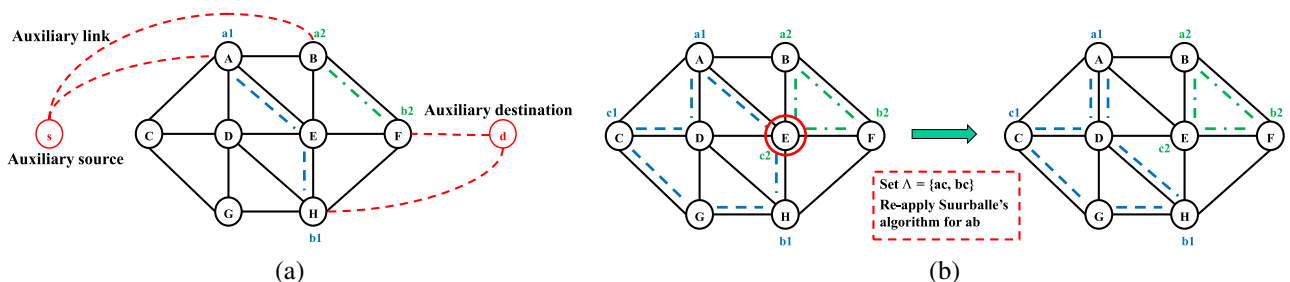 Auxiliary link
a1
a2
A
B
b2
Auxiliary destination
s
C
D
E
F
d
Auxiliary source
G
H
b1
(a)
a1
a2
A
B
c1
b2
C
D
E
F
c2
G
H
b1
Set Λ = {ac, bc}
Re-apply Suurballe's
algorithm for ab
a1
a2
A
B
c1
b2
C
D
E
F
c2
G
H
b1
(b)